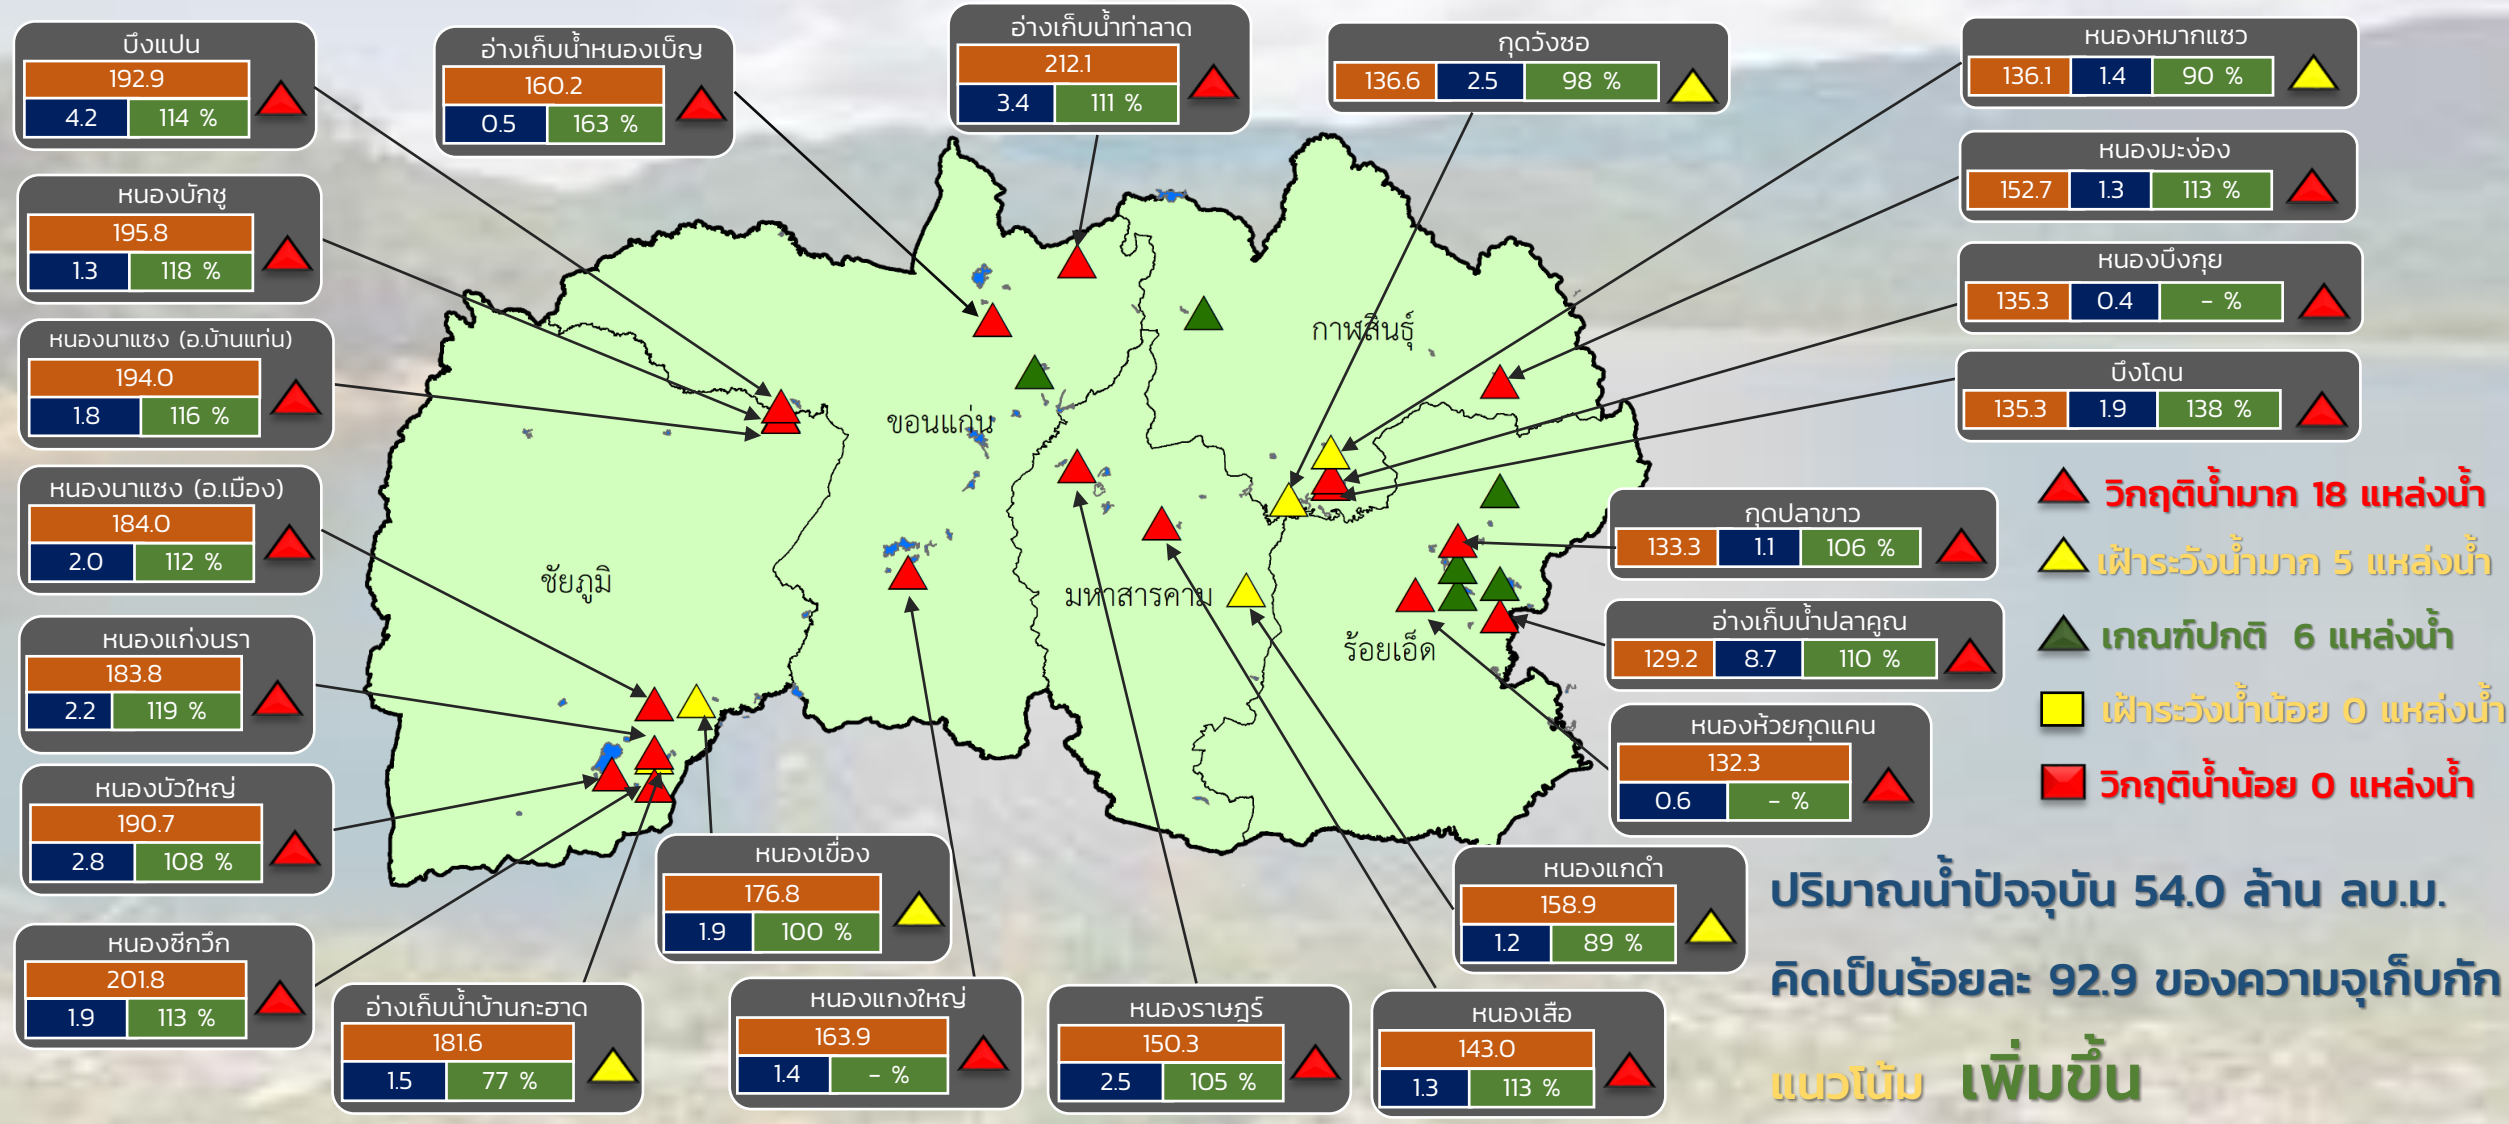 บึงแปน
192.9
4.2 114 %
อ่างเก็บน้ำหนองเบ็ญ
160.2
0.5 163 %
อ่างเก็บน้ำท่าลาด
212.1
3.4 111 %
กุดวังซอ
136.6 2.5 98 %
หนองหมากแซว
136.1 1.4 90 %
หนองบักชู
195.8
1.3 118 %
หนองมะง่อง
152.7 1.3 113 %
หนองบึงกุย
135.3 0.4 - %
หนองนาแซง (อ.บ้านแท่น)
194.0
1.8 116 %
บึงโดน
135.3 1.9 138 %
หนองนาแซง (อ.เมือง)
184.0
2.0 112 %
กุดปลาขาว
133.3 1.1 106 %
หนองแก่งนรา
183.8
2.2 119 %
อ่างเก็บน้ำปลาคูณ
129.2 8.7 110 %
หนองห้วยกุดแคน
132.3
0.6 - %
หนองบัวใหญ่
190.7
2.8 108 %
หนองเขื่อง
176.8
1.9 100 %
หนองแกดำ
158.9
1.2 89 %
หนองซีกวึก
201.8
1.9 113 %
อ่างเก็บน้ำบ้านกะฮาด
181.6
1.5 77 %
หนองแกงใหญ่
163.9
1.4 - %
หนองราษฎร์
150.3
2.5 105 %
หนองเสือ
143.0
1.3 113 %
กาฬสินธุ์
ขอนแก่น
ชัยภูมิ
มหาสารคาม
ร้อยเอ็ด
วิกฤติน้ำมาก 18 แหล่งน้ำ
เฝ้าระวังน้ำมาก 5 แหล่งน้ำ
เกณฑ์ปกติ 6 แหล่งน้ำ
เฝ้าระวังน้ำน้อย 0 แหล่งน้ำ
วิกฤติน้ำน้อย 0 แหล่งน้ำ
ปริมาณน้ำปัจจุบัน 54.0 ล้าน ลบ.ม.
คิดเป็นร้อยละ 92.9 ของความจุเก็บกัก
แนวโน้ม เพิ่มขึ้น